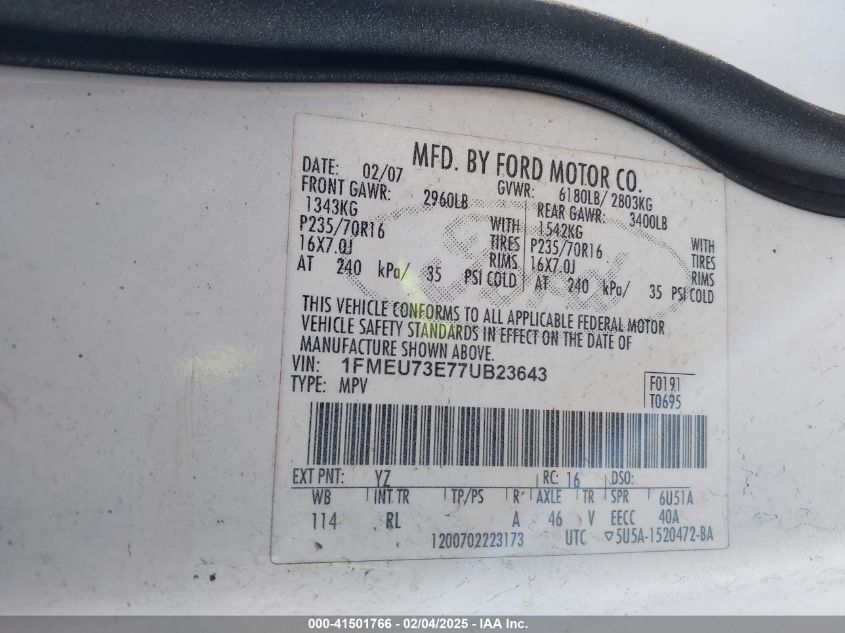 MFD. BY FORD MOTOR CO.
DATE: 02/07 GVWR: 6180LB/ 2803KG
FRONT GAWR: 2960LB REAR GAWR: 3400LB
1343KG WITH 1542KG WITH
P235/70R16 TIRES P235/70R16 TIRES
16X7.0J RIMS 16X7.0J RIMS
AT 240 kPa/ 35 PSI COLD AT 240 kPa/ 35 PSI COLD
Ford
THIS VEHICLE CONFORMS TO ALL APPLICABLE FEDERAL MOTOR
VEHICLE SAFETY STANDARDS IN EFFECT ON THE DATE OF
MANUFACTURE SHOWN ABOVE.
VIN: 1FMEU73E77UB23643
TYPE: MPV
F0191
T0695
EXT PNT: YZ RC: 16 DSO:
WB INT TR TP/PS R AXLE TR SPR 6U51A
114 RL A 46 V EECC 40A
1200702223173 UTC ▽5U5A-1520472-BA
000-41501766 - 02/04/2025 - IAA Inc.